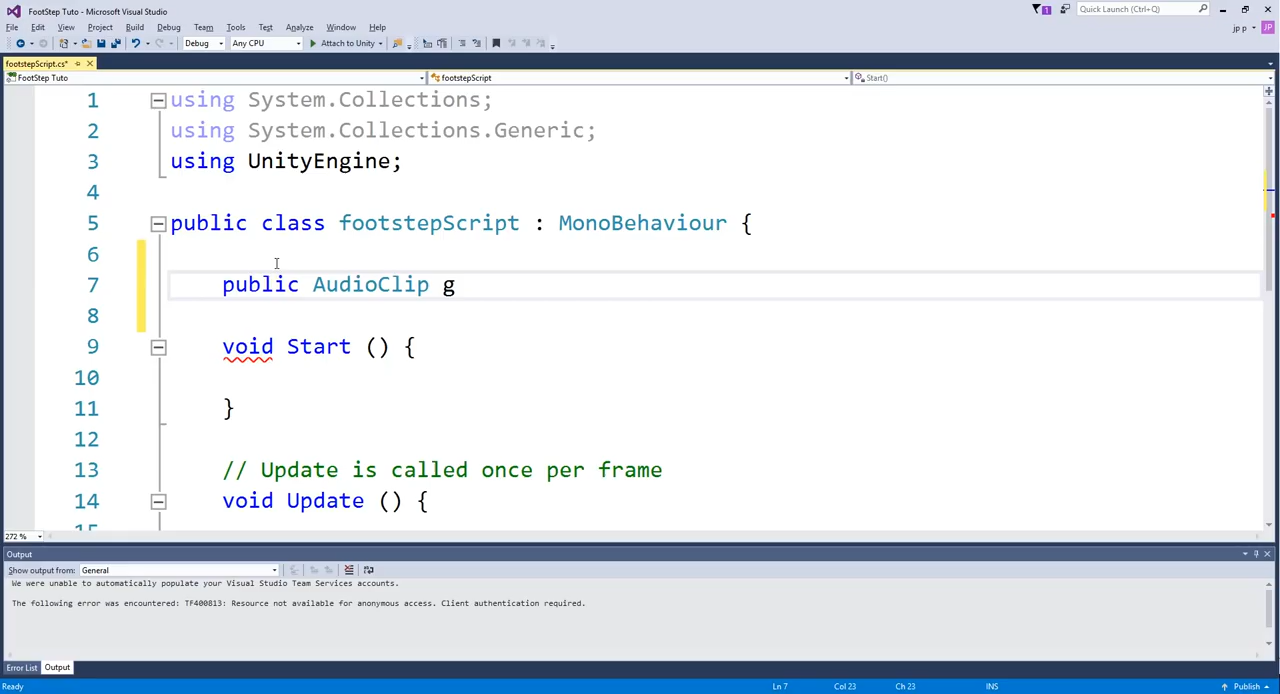 FootStep Tuto - Microsoft Visual Studio
1
Quick Launch (Ctrl+Q)
File Edit View Project Build Debug Team Tools Test Analyze Window Help
jp p
JP
Debug Any CPU Attach to Unity
footstepScript.cs*
FootStep Tuto footstepScript Start()
1 using System.Collections;
2 using System.Collections.Generic;
3 using UnityEngine;
4
5 public class footstepScript : MonoBehaviour {
6
7 public AudioClip g
8
9 void Start () {
10
11 }
12
13 // Update is called once per frame
14 void Update () {
15
272 %
Output
Show output from: General
We were unable to automatically populate your Visual Studio Team Services accounts.
The following error was encountered: TF400813: Resource not available for anonymous access. Client authentication required.
Error List Output
Ready Ln 7 Col 23 Ch 23 INS Publish